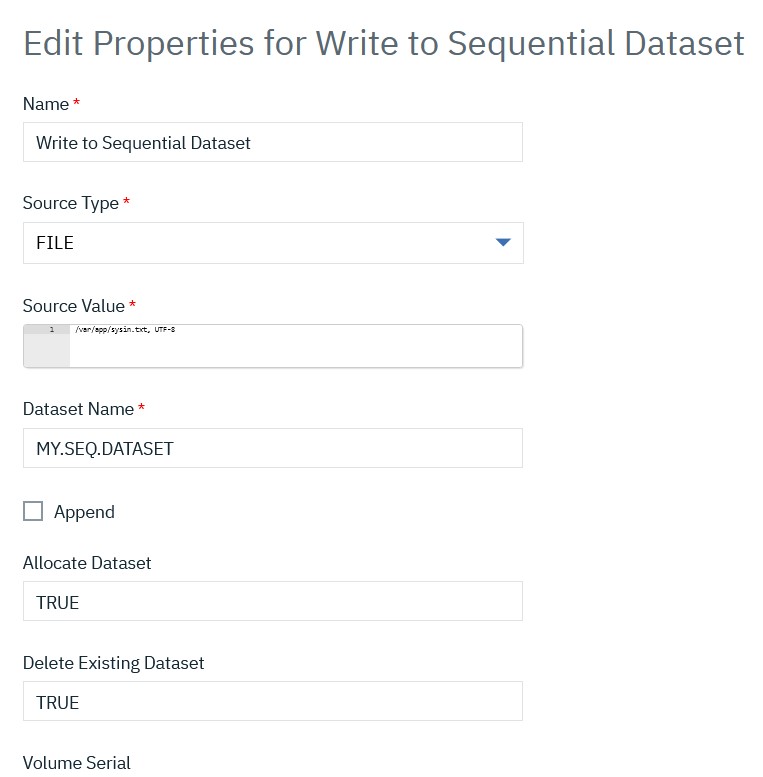 Edit Properties for Write to Sequential Dataset
Name *
Write to Sequential Dataset
Source Type *
FILE
Source Value *
1 /var/app/sysin.txt, UTF-8
Dataset Name *
MY.SEQ.DATASET
Append
Allocate Dataset
TRUE
Delete Existing Dataset
TRUE
Volume Serial